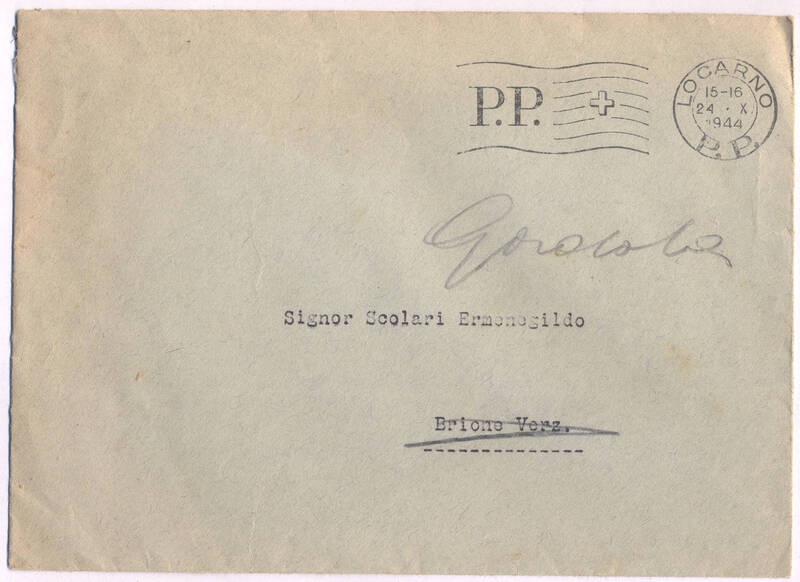 P.P.
LOCARNO
15-16
24 · X
1944
P. P.
Gordola
Signor Scolari Ermenegildo
Brione Verz.